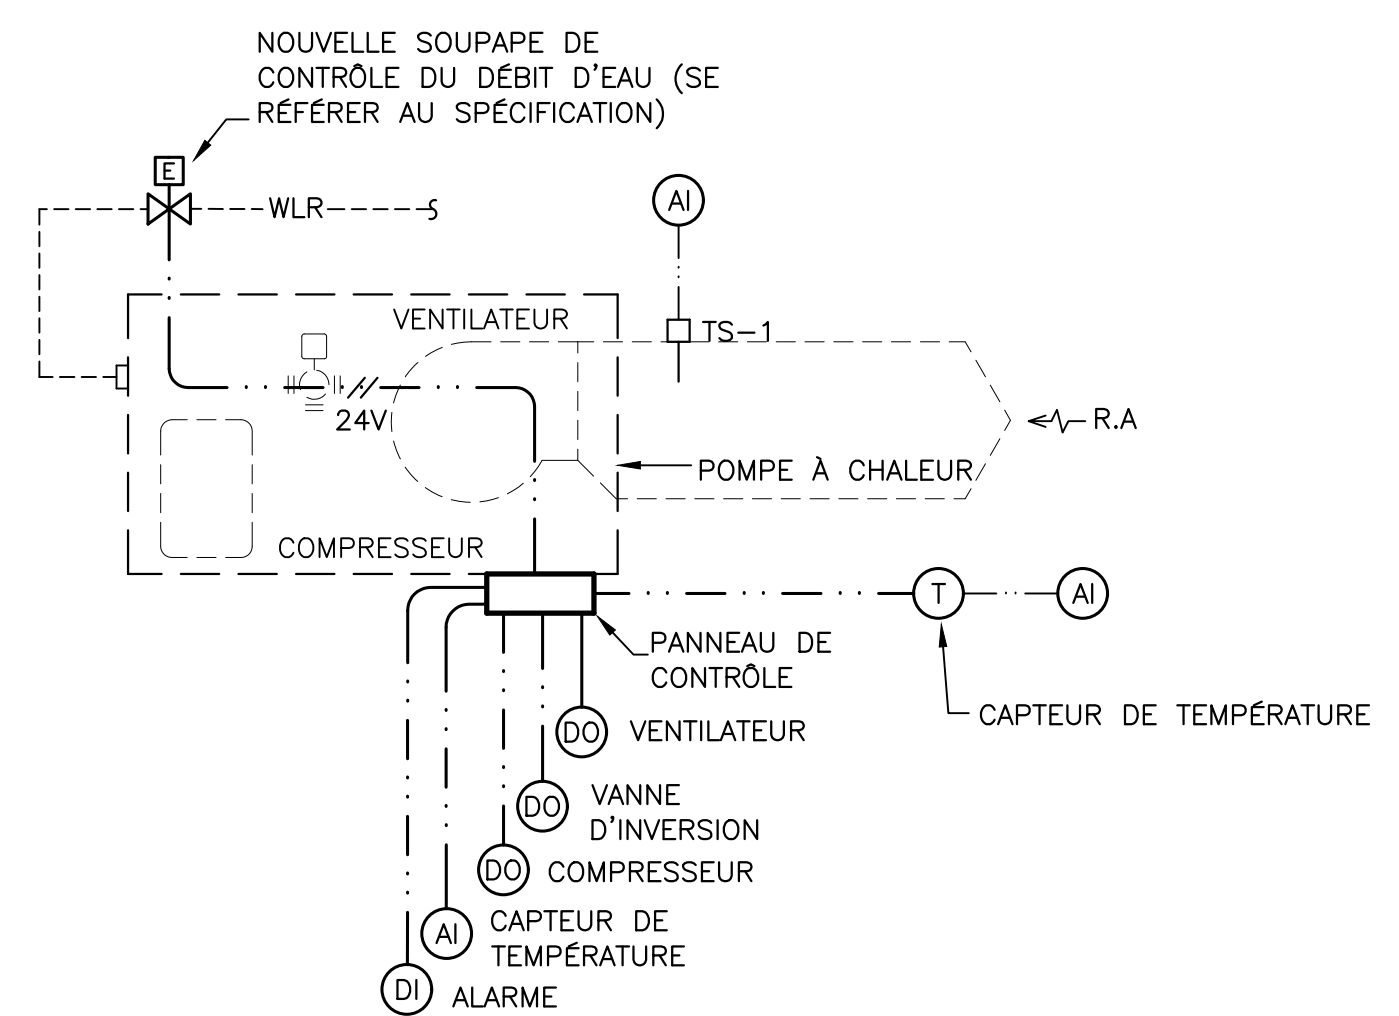 NOUVELLE SOUPAPE DE
CONTRÔLE DU DÉBIT D'EAU (SE
RÉFÉRER AU SPÉCIFICATION)
E
WLR
AI
VENTILATEUR
TS-1
24V
R.A
POMPE À CHALEUR
COMPRESSEUR
T
AI
PANNEAU DE
CONTRÔLE
CAPTEUR DE TEMPÉRATURE
DO VENTILATEUR
DO VANNE
D'INVERSION
DO COMPRESSEUR
AI CAPTEUR DE
TEMPÉRATURE
DI ALARME